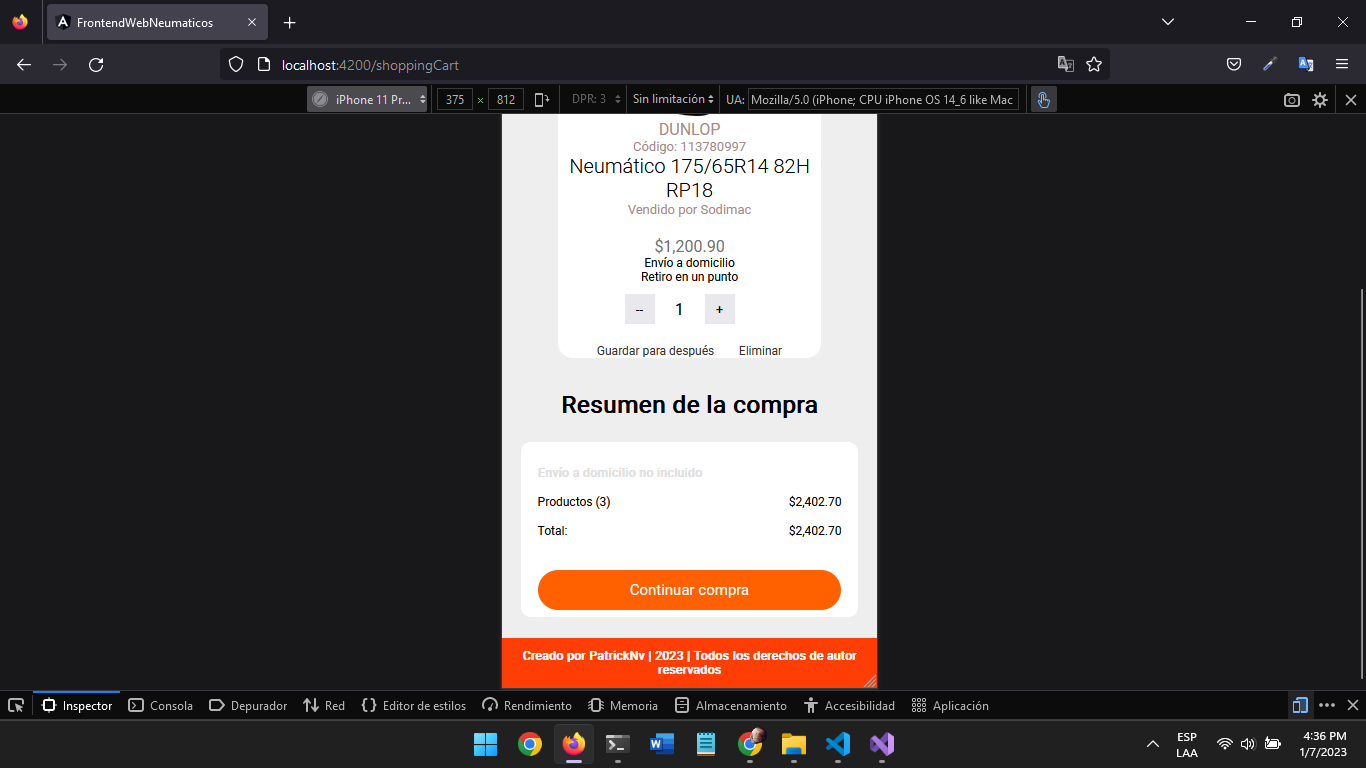 FrontendWebNeumaticos
localhost:4200/shoppingCart
iPhone 11 Pr...
375 × 812
DPR: 3
Sin limitación
UA: Mozilla/5.0 (iPhone; CPU iPhone OS 14_6 like Mac
DUNLOP
Código: 113780997
Neumático 175/65R14 82H
RP18
Vendido por Sodimac
$1,200.90
Envío a domicilio
Retiro en un punto
-- 1 +
Guardar para después Eliminar
Resumen de la compra
Envío a domicilio no incluido
Productos (3) $2,402.70
Total: $2,402.70
Continuar compra
Creado por PatrickNv | 2023 | Todos los derechos de autor
reservados
Inspector Consola Depurador Red Editor de estilos Rendimiento Memoria Almacenamiento Accesibilidad Aplicación
ESP
LAA
4:36 PM
1/7/2023